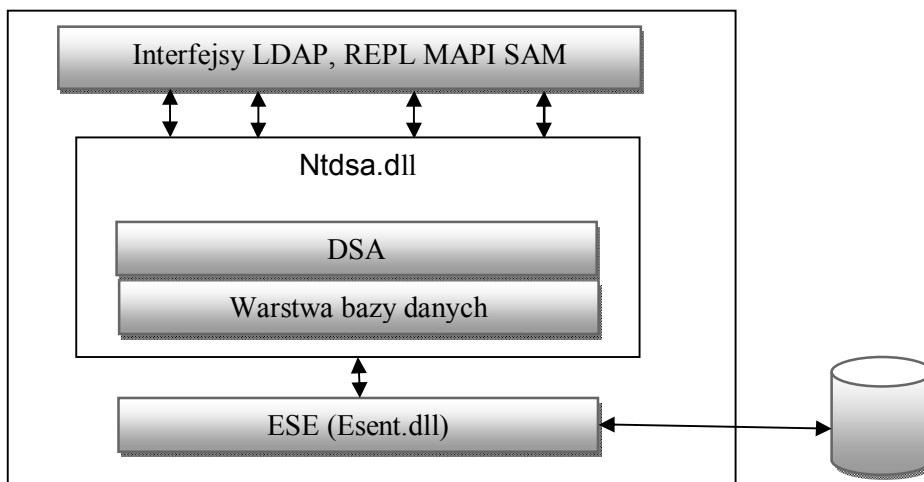 Interfejsy LDAP, REPL MAPI SAM
Ntdsa.dll
DSA
Warstwa bazy danych
ESE (Esent.dll)